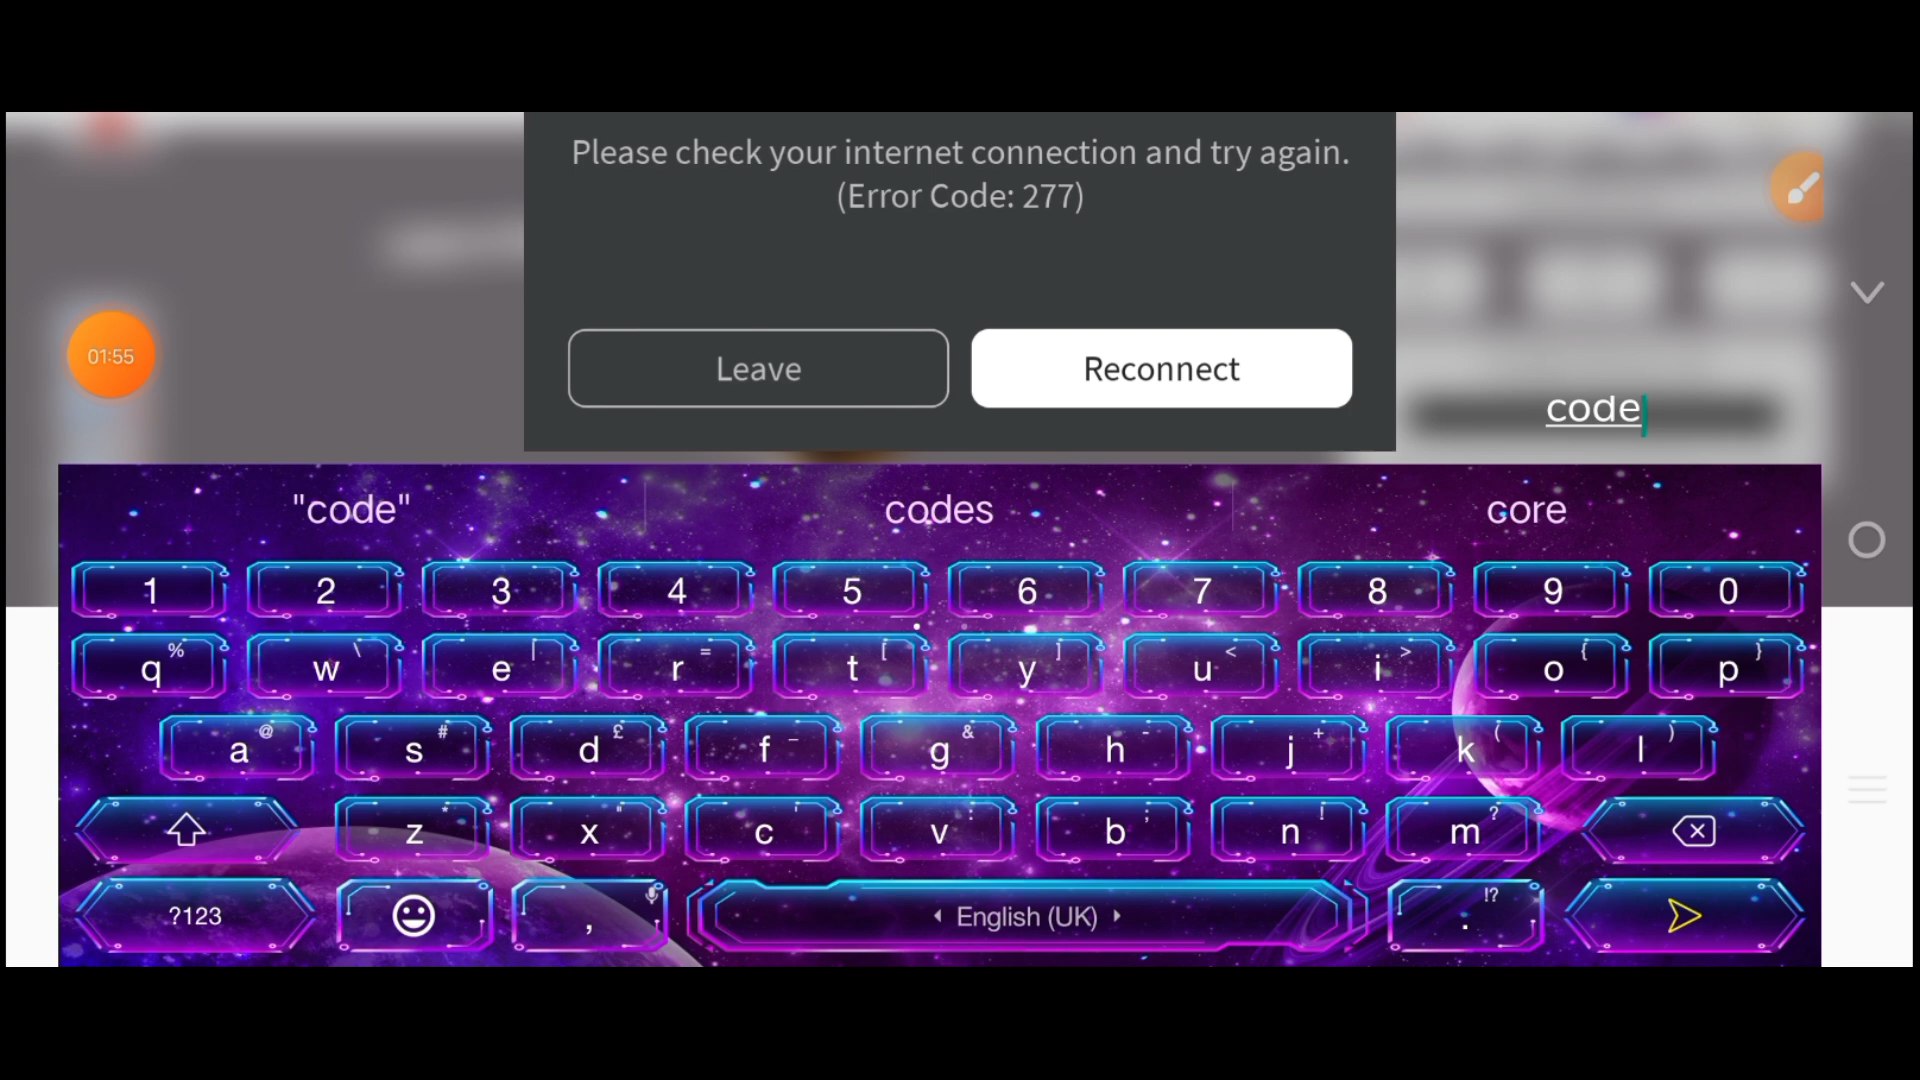 Please check your internet connection and try again.
(Error Code: 277)
01:55
Leave Reconnect
code
"code" codes core
1 2 3 4 5 6 7 8 9 0
q % w \ e | r = t [ y ] u < i > o { p }
a @ s # d £ f _ g & h - j + k ( l )
z * x " c ' v : b ; n ! m ?
?123 , English (UK) . !?